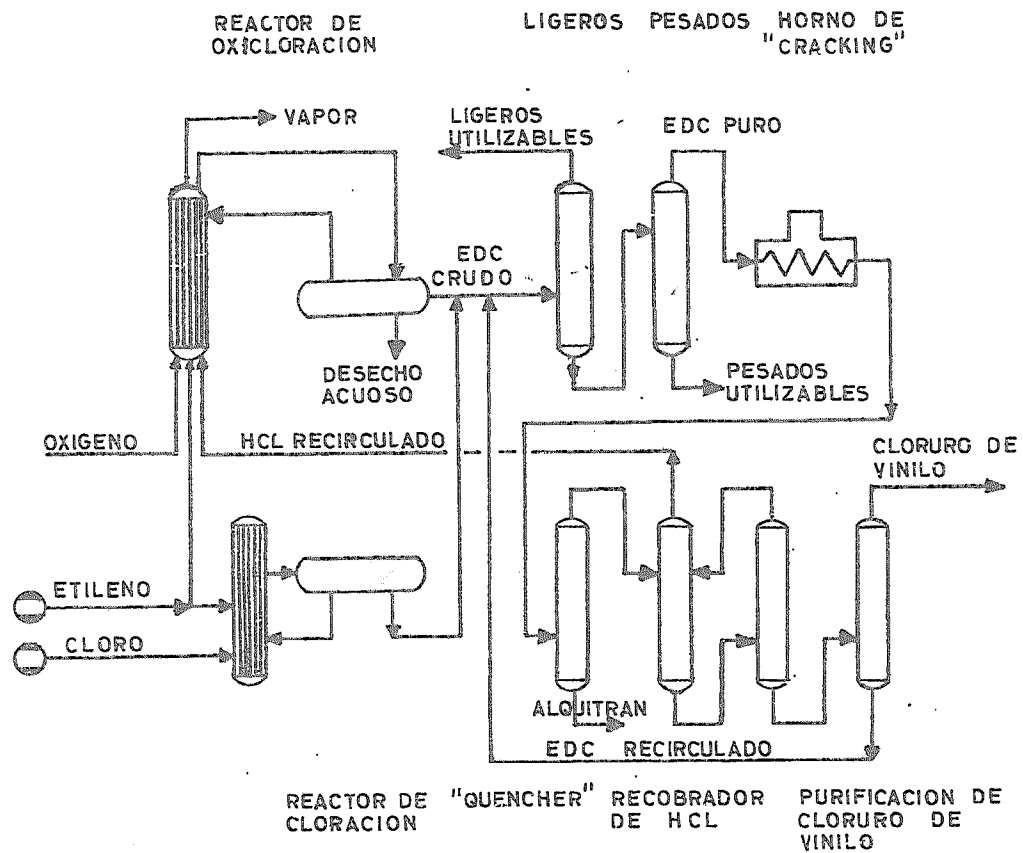 REACTOR DE
OXICLORACION
LIGEROS PESADOS HORNO DE
"CRACKING"
VAPOR
LIGEROS
UTILIZABLES
EDC PURO
EDC
CRUDO
DESECHO
ACUOSO
PESADOS
UTILIZABLES
OXIGENO
HCL RECIRCULADO
CLORURO DE
VINILO
ETILENO
CLORO
ALQUITRAN
EDC RECIRCULADO
REACTOR DE
CLORACION
"QUENCHER"
RECOBRADOR
DE HCL
PURIFICACION DE
CLORURO DE
VINILO